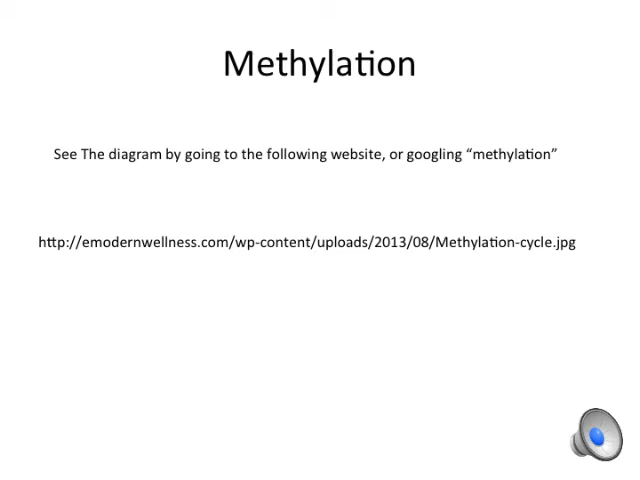 Methylation
See The diagram by going to the following website, or googling “methylation”
http://emodernwellness.com/wp-content/uploads/2013/08/Methylation-cycle.jpg